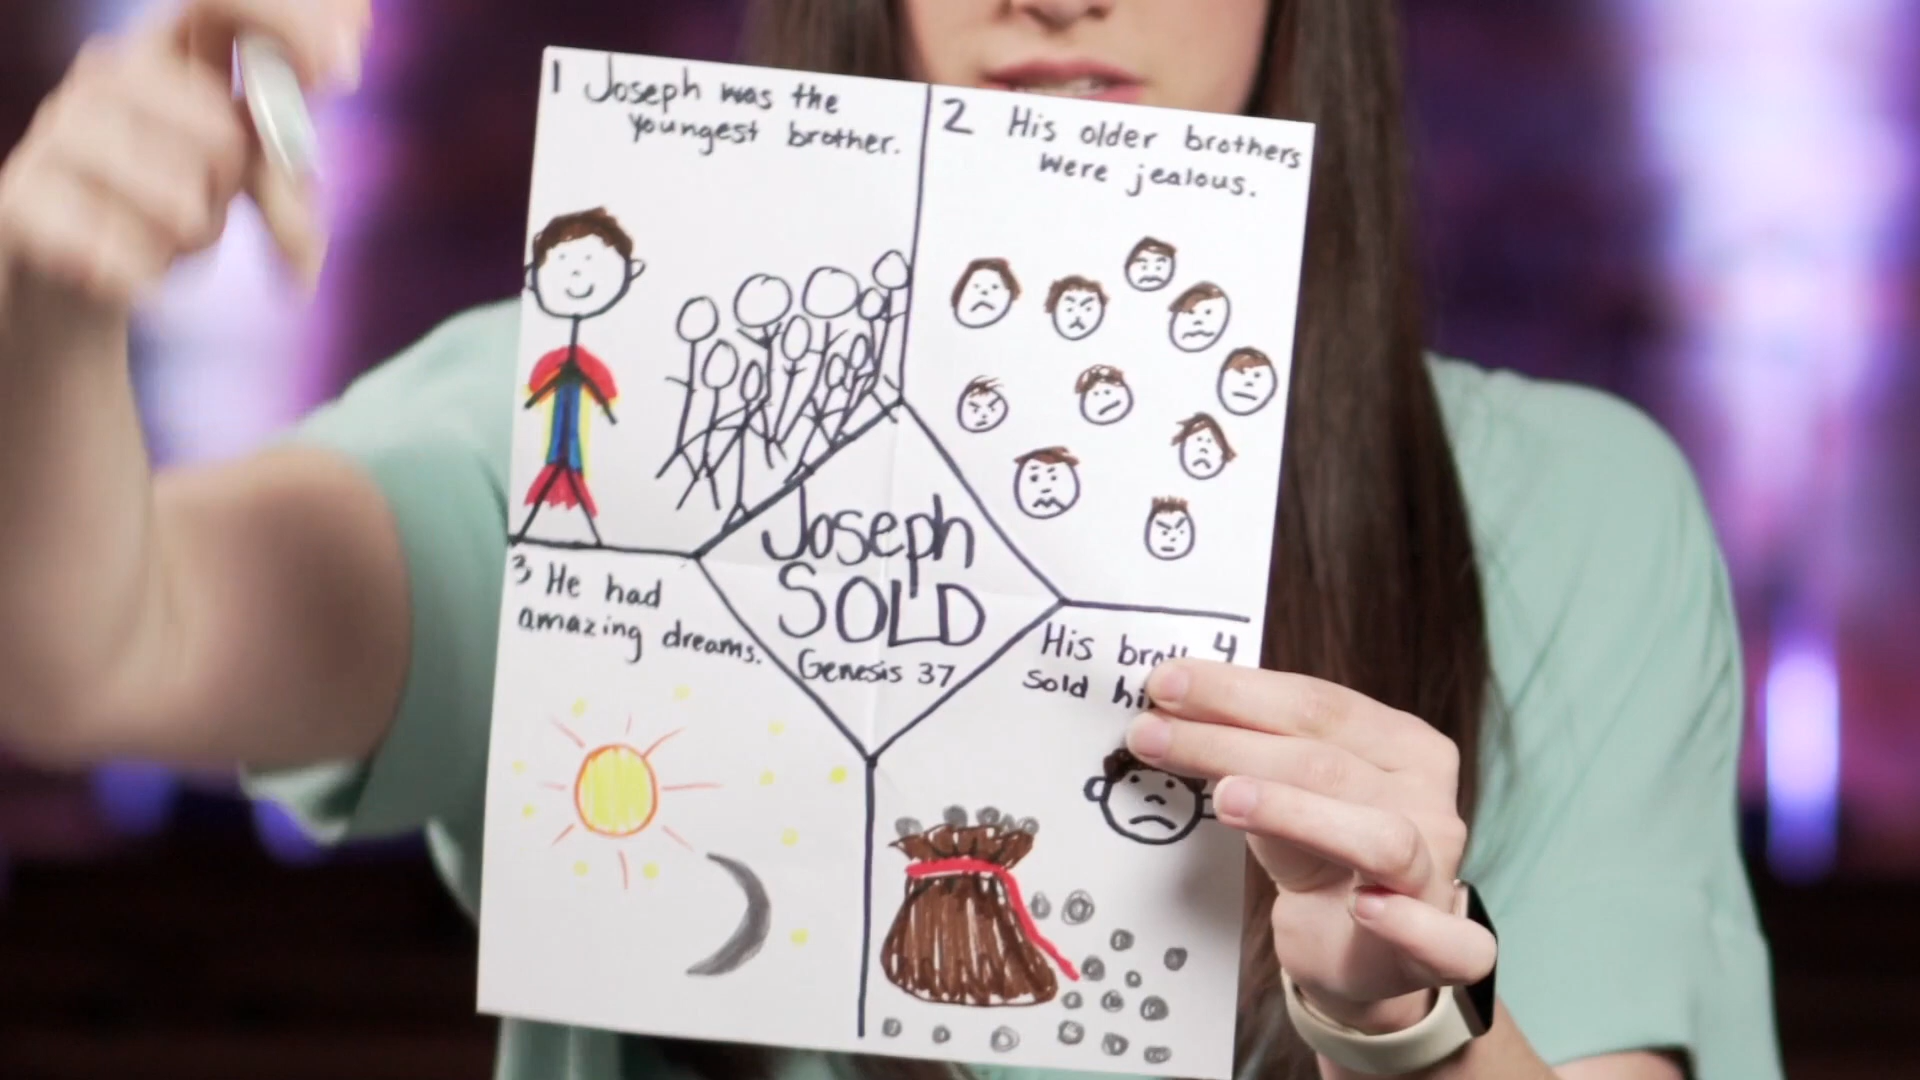 1 Joseph was the
youngest brother.
2 His older brothers
were jealous.
Joseph
SOLD
Genesis 37
3 He had
amazing dreams.
4
His
sold